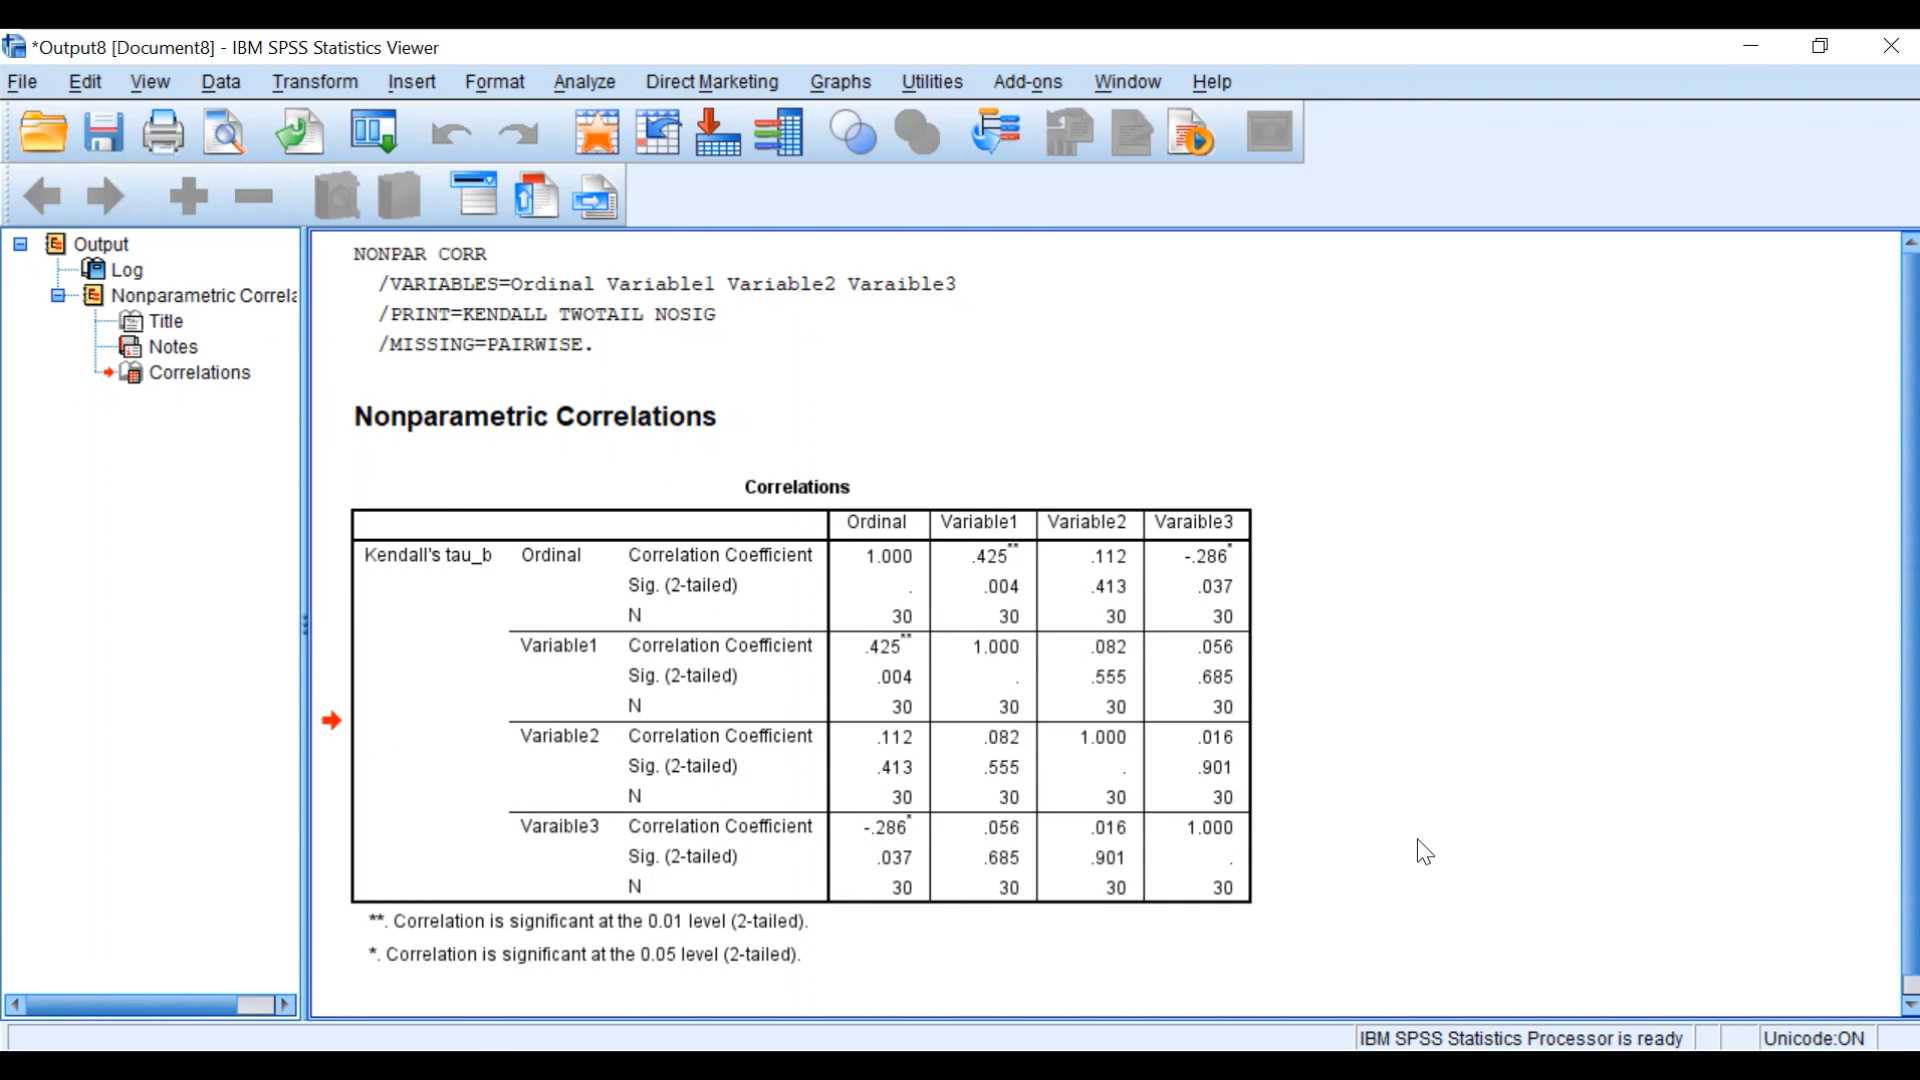 *Output8 [Document8] - IBM SPSS Statistics Viewer
File Edit View Data Transform Insert Format Analyze Direct Marketing Graphs Utilities Add-ons Window Help
Output
Log
Nonparametric Correla
Title
Notes
Correlations
NONPAR CORR
/VARIABLES=Ordinal Variable1 Variable2 Varaible3
/PRINT=KENDALL TWOTAIL NOSIG
/MISSING=PAIRWISE.
Nonparametric Correlations
Correlations
Ordinal Variable1 Variable2 Varaible3
Kendall's tau_b Ordinal Correlation Coefficient 1.000 .425** .112 -.286*
Sig. (2-tailed) . .004 .413 .037
N 30 30 30 30
Variable1 Correlation Coefficient .425** 1.000 .082 .056
Sig. (2-tailed) .004 . .555 .685
N 30 30 30 30
Variable2 Correlation Coefficient .112 .082 1.000 .016
Sig. (2-tailed) .413 .555 . .901
N 30 30 30 30
Varaible3 Correlation Coefficient -.286* .056 .016 1.000
Sig. (2-tailed) .037 .685 .901 .
N 30 30 30 30
**. Correlation is significant at the 0.01 level (2-tailed).
*. Correlation is significant at the 0.05 level (2-tailed).
IBM SPSS Statistics Processor is ready Unicode:ON